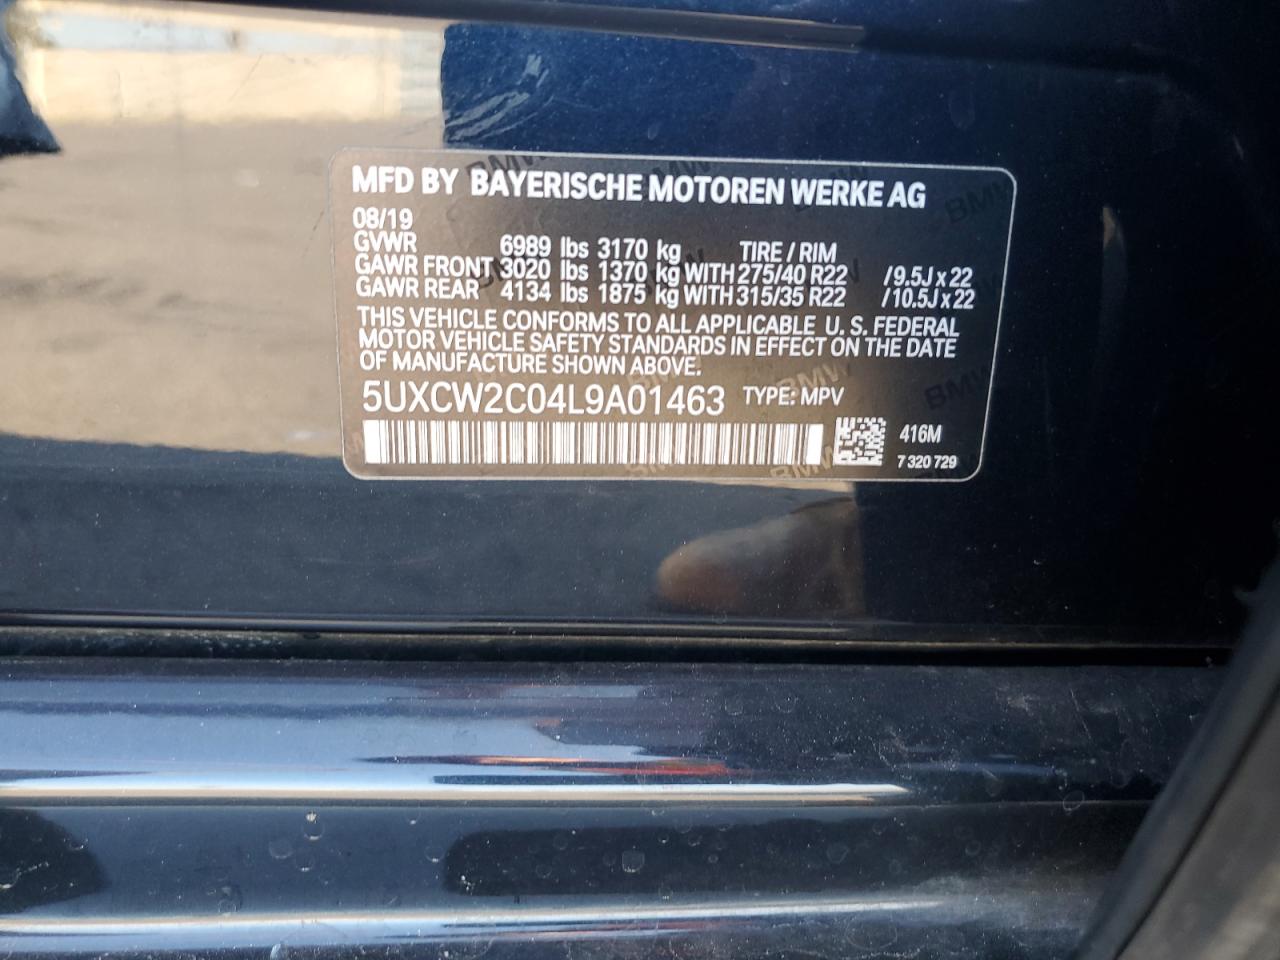 MFD BY BAYERISCHE MOTOREN WERKE AG
08/19
GVWR 6989 lbs 3170 kg TIRE / RIM
GAWR FRONT 3020 lbs 1370 kg WITH 275/40 R22 /9.5J x 22
GAWR REAR 4134 lbs 1875 kg WITH 315/35 R22 /10.5J x 22
THIS VEHICLE CONFORMS TO ALL APPLICABLE U. S. FEDERAL
MOTOR VEHICLE SAFETY STANDARDS IN EFFECT ON THE DATE
OF MANUFACTURE SHOWN ABOVE.
5UXCW2C04L9A01463 TYPE: MPV
416M
7 320 729